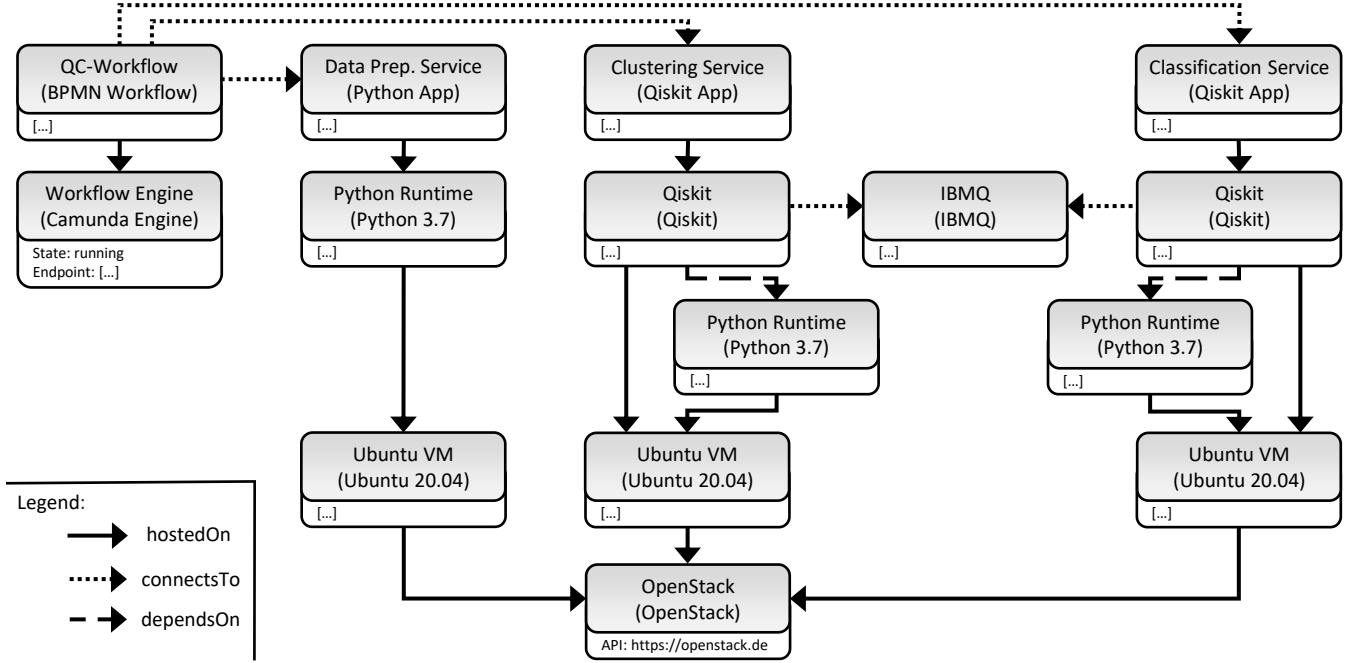 QC-Workflow
(BPMN Workflow)
[...]
Data Prep. Service
(Python App)
[...]
Clustering Service
(Qiskit App)
[...]
Classification Service
(Qiskit App)
[...]
Workflow Engine
(Camunda Engine)
State: running
Endpoint: [...]
Python Runtime
(Python 3.7)
[...]
Qiskit
(Qiskit)
[...]
IBMQ
(IBMQ)
[...]
Qiskit
(Qiskit)
[...]
Python Runtime
(Python 3.7)
[...]
Python Runtime
(Python 3.7)
[...]
Ubuntu VM
(Ubuntu 20.04)
[...]
Ubuntu VM
(Ubuntu 20.04)
[...]
Ubuntu VM
(Ubuntu 20.04)
[...]
OpenStack
(OpenStack)
API: https://openstack.de
Legend:
hostedOn
connectsTo
dependsOn